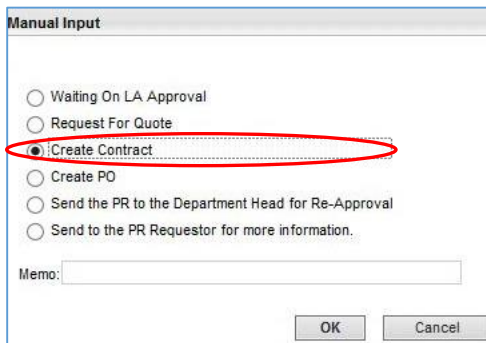 Manual Input
Waiting On LA Approval
Request For Quote
Create Contract
Create PO
Send the PR to the Department Head for Re-Approval
Send to the PR Requestor for more information.
Memo:
OK Cancel